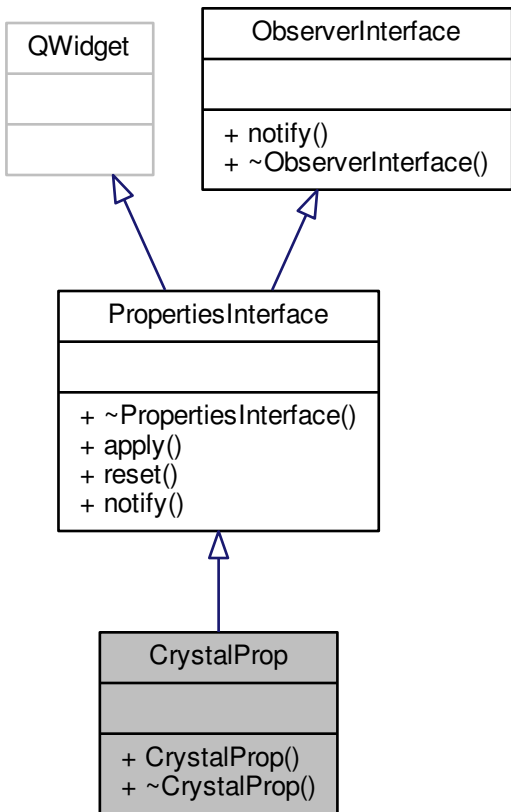 QWidget
ObserverInterface
+ notify()
+ ~ObserverInterface()
PropertiesInterface
+ ~PropertiesInterface()
+ apply()
+ reset()
+ notify()
CrystalProp
+ CrystalProp()
+ ~CrystalProp()